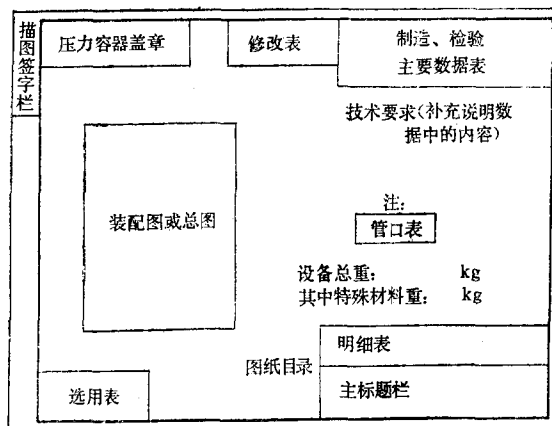 描图签字栏
压力容器盖章
修改表
制造、检验
主要数据表
技术要求(补充说明数
据中的内容)
装配图或总图
注:
管口表
设备总重: kg
其中特殊材料重: kg
明细表
图纸目录
选用表
主标题栏